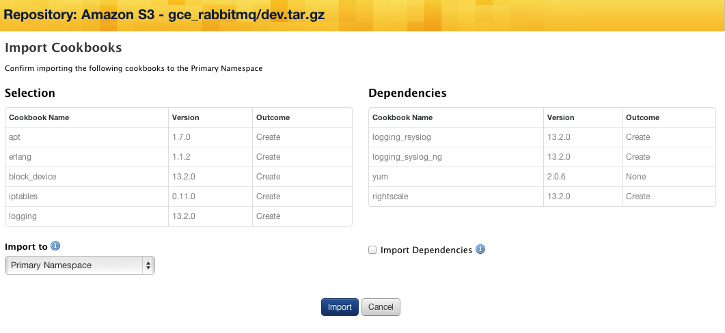 Repository: Amazon S3 - gce_rabbitmq/dev.tar.gz
Import Cookbooks
Confirm importing the following cookbooks to the Primary Namespace
Selection
Cookbook Name Version Outcome
apt 1.7.0 Create
erlang 1.1.2 Create
block_device 13.2.0 Create
iptables 0.11.0 Create
logging 13.2.0 Create
Import to
Primary Namespace
Dependencies
Cookbook Name Version Outcome
logging_rsyslog 13.2.0 Create
logging_syslog_ng 13.2.0 Create
yum 2.0.6 None
rightscale 13.2.0 Create
Import Dependencies
Import Cancel